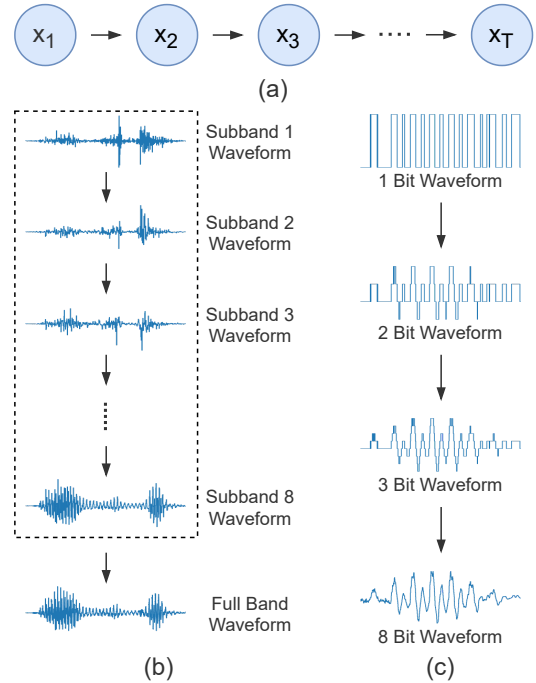 x1 x2 x3 ···· xT
(a)
Subband 1
Waveform
Subband 2
Waveform
Subband 3
Waveform
Subband 8
Waveform
Full Band
Waveform
(b)
1 Bit Waveform
2 Bit Waveform
3 Bit Waveform
8 Bit Waveform
(c)